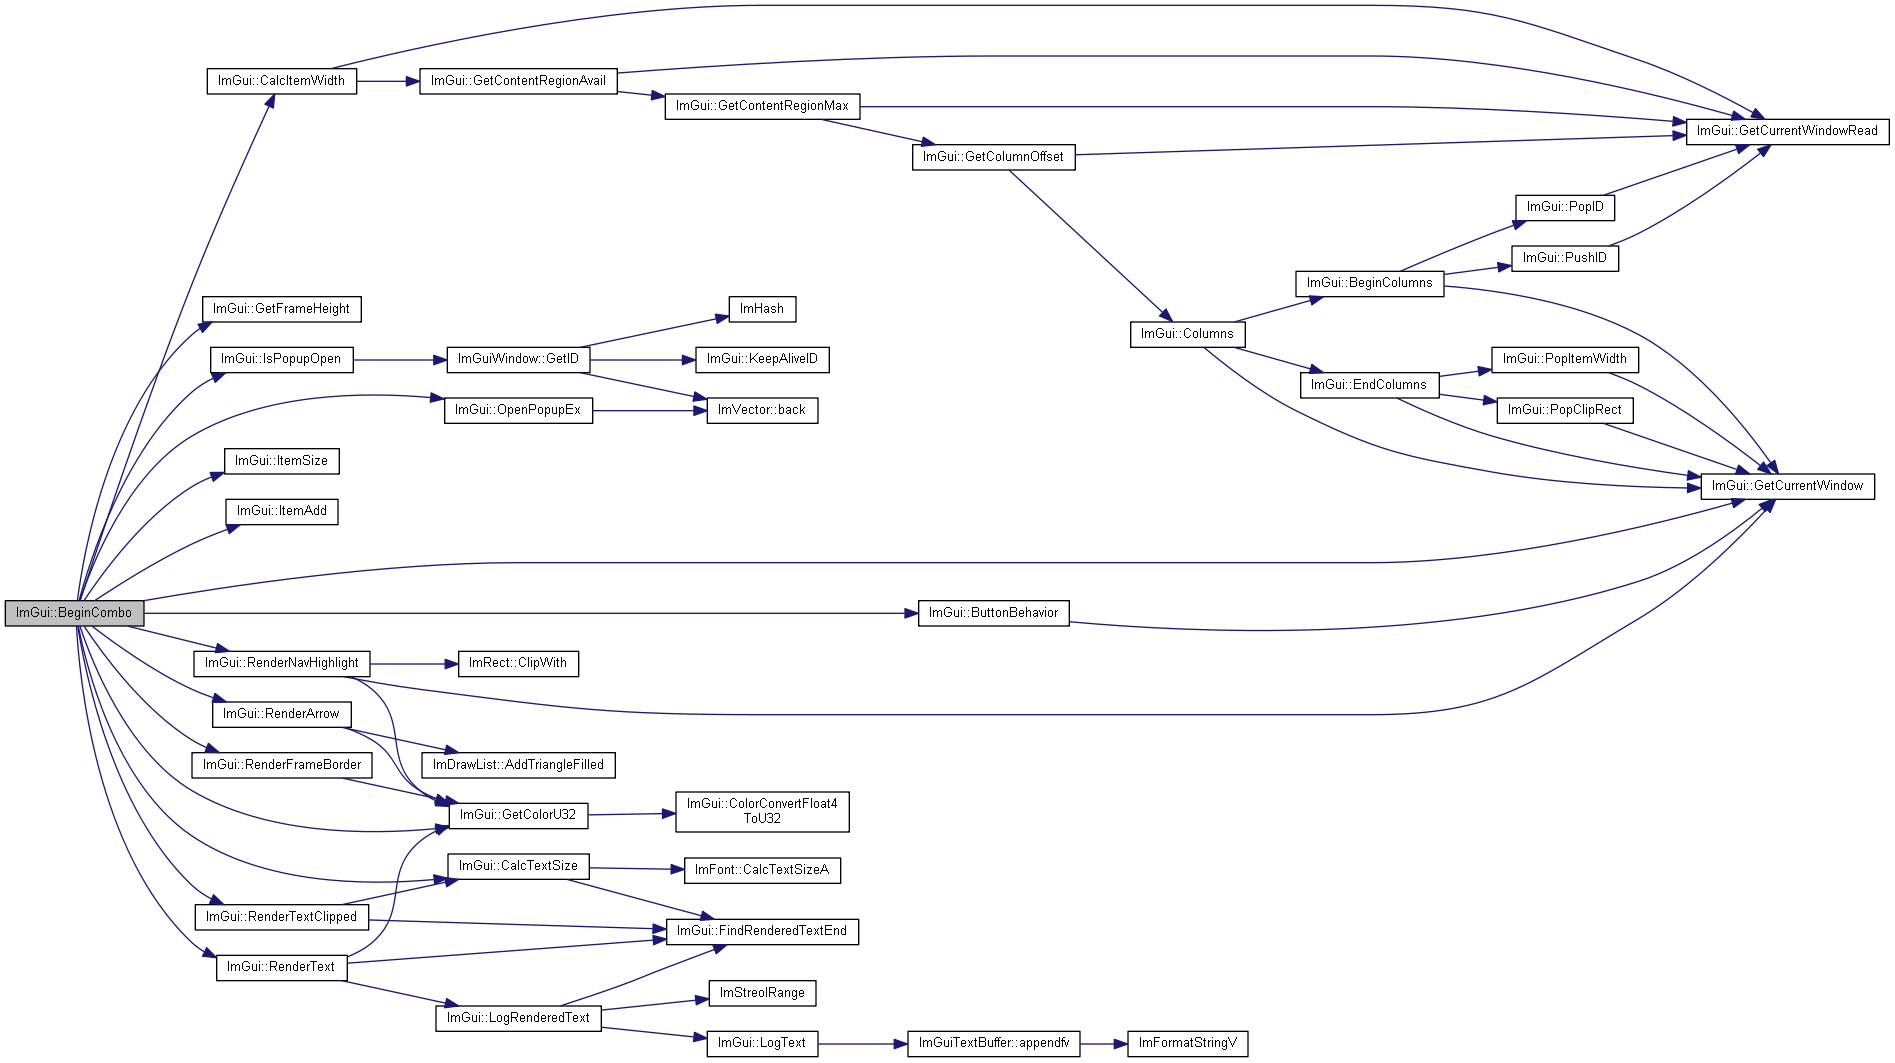 ImGui::CalcItemWidth
ImGui::GetContentRegionAvail
ImGui::GetContentRegionMax
ImGui::GetCurrentWindowRead
ImGui::GetColumnOffset
ImGui::PopID
ImGui::PushID
ImGui::BeginColumns
ImGui::GetFrameHeight
ImHash
ImGui::Columns
ImGui::IsPopupOpen
ImGuiWindow::GetID
ImGui::KeepAliveID
ImGui::PopItemWidth
ImGui::EndColumns
ImGui::OpenPopupEx
ImVector::back
ImGui::PopClipRect
ImGui::ItemSize
ImGui::GetCurrentWindow
ImGui::ItemAdd
ImGui::BeginCombo
ImGui::ButtonBehavior
ImGui::RenderNavHighlight
ImRect::ClipWith
ImGui::RenderArrow
ImGui::RenderFrameBorder
ImDrawList::AddTriangleFilled
ImGui::GetColorU32
ImGui::ColorConvertFloat4
ToU32
ImGui::CalcTextSize
ImFont::CalcTextSizeA
ImGui::RenderTextClipped
ImGui::FindRenderedTextEnd
ImGui::RenderText
ImStreolRange
ImGui::LogRenderedText
ImGui::LogText
ImGuiTextBuffer::appendfv
ImFormatStringV